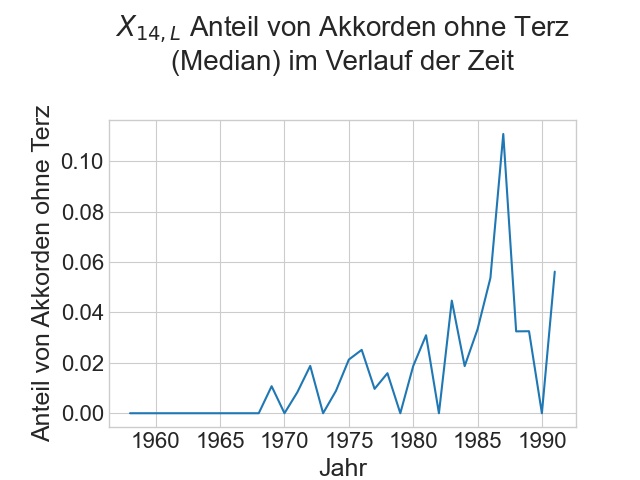 X14, L Anteil von Akkorden ohne Terz
(Median) im Verlauf der Zeit
Anteil von Akkorden ohne Terz
0.10
0.08
0.06
0.04
0.02
0.00
1960 1965 1970 1975 1980 1985 1990
Jahr